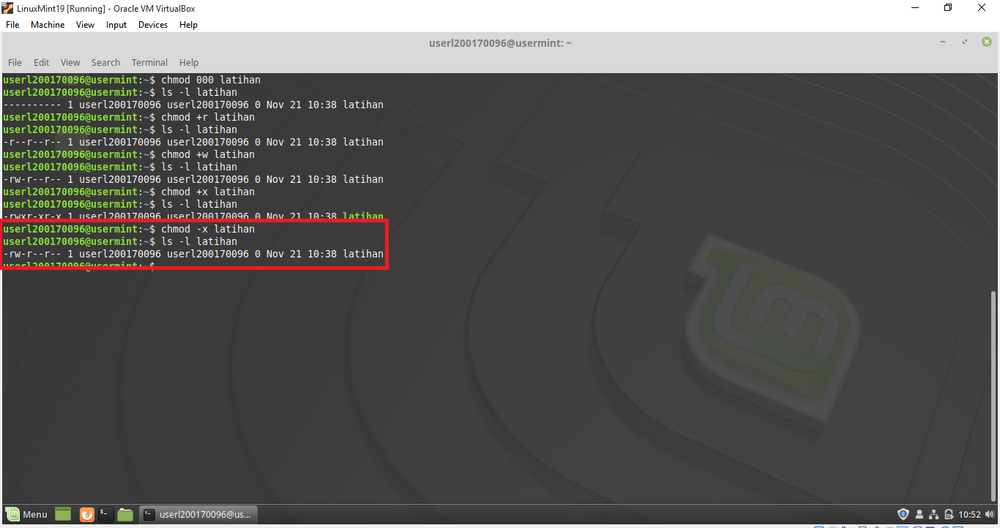 LinuxMint19 [Running] - Oracle VM VirtualBox
File Machine View Input Devices Help
userl200170096@usermint: ~
File Edit View Search Terminal Help
userl200170096@usermint:~$ chmod 000 latihan
userl200170096@usermint:~$ ls -l latihan
---------- 1 userl200170096 userl200170096 0 Nov 21 10:38 latihan
userl200170096@usermint:~$ chmod +r latihan
userl200170096@usermint:~$ ls -l latihan
-r--r--r-- 1 userl200170096 userl200170096 0 Nov 21 10:38 latihan
userl200170096@usermint:~$ chmod +w latihan
userl200170096@usermint:~$ ls -l latihan
-rw-r--r-- 1 userl200170096 userl200170096 0 Nov 21 10:38 latihan
userl200170096@usermint:~$ chmod +x latihan
userl200170096@usermint:~$ ls -l latihan
-rwxr-xr-x 1 userl200170096 userl200170096 0 Nov 21 10:38 latihan
userl200170096@usermint:~$ chmod -x latihan
userl200170096@usermint:~$ ls -l latihan
-rw-r--r-- 1 userl200170096 userl200170096 0 Nov 21 10:38 latihan
userl200170096@usermint:~$
Menu userl200170096@us... 10:52